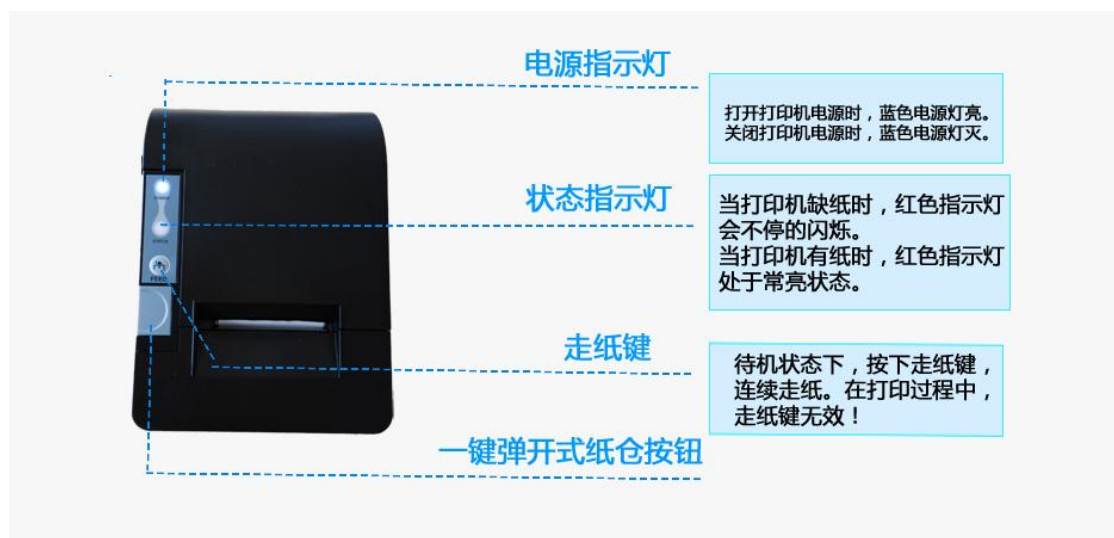 电源指示灯
打开打印机电源时，蓝色电源灯亮。
关闭打印机电源时，蓝色电源灯灭。
状态指示灯
当打印机缺纸时，红色指示灯
会不停的闪烁。
当打印机有纸时，红色指示灯
处于常亮状态。
FEED
走纸键
待机状态下，按下走纸键，
连续走纸。在打印过程中，
走纸键无效！
一键弹开式纸仓按钮